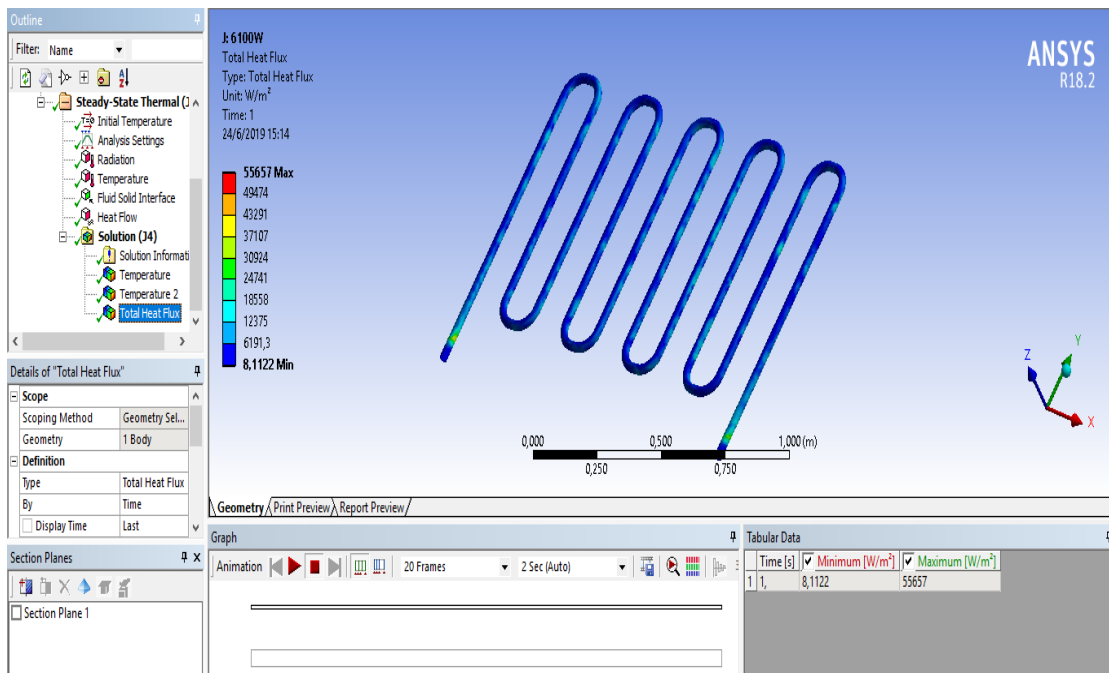 Outline
Filter: Name
Steady-State Thermal (J
Initial Temperature
Analysis Settings
Radiation
Temperature
Fluid Solid Interface
Heat Flow
Solution (J4)
Solution Informati
Temperature
Temperature 2
Total Heat Flux
Details of "Total Heat Flux"
Scope
Scoping Method Geometry Sel...
Geometry 1 Body
Definition
Type Total Heat Flux
By Time
Display Time Last
Section Planes
Section Plane 1
J: 6100W
Total Heat Flux
Type: Total Heat Flux
Unit: W/m²
Time: 1
24/6/2019 15:14
55657 Max
49474
43291
37107
30924
24741
18558
12375
6191,3
8,1122 Min
ANSYS
R18.2
Z
Y
X
0,000 0,500 1,000 (m)
0,250 0,750
Geometry Print Preview Report Preview
Graph
Animation 20 Frames 2 Sec (Auto)
Tabular Data
Time [s] Minimum [W/m²] Maximum [W/m²]
1 1, 8,1122 55657